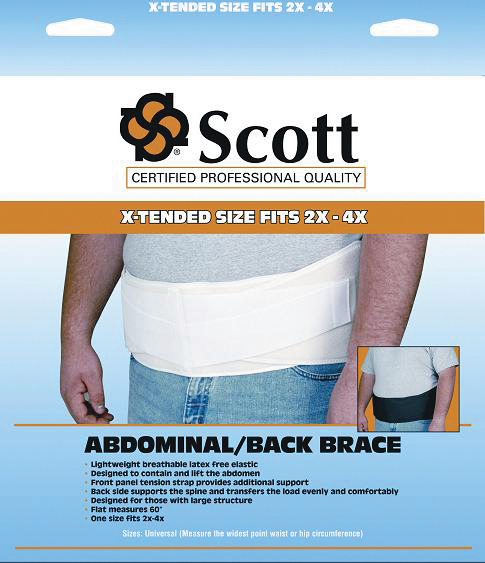 X-TENDED SIZE FITS 2X - 4X
Scott
®
CERTIFIED PROFESSIONAL QUALITY
X-TENDED SIZE FITS 2X - 4X
ABDOMINAL/BACK BRACE
• Lightweight breathable latex free elastic
• Designed to contain and lift the abdomen
• Front panel tension strap provides additional support
• Back side supports the spine and transfers the load evenly and comfortably
• Designed for those with large structure
• Flat measures 60"
• One size fits 2x-4x
Sizes: Universal (Measure the widest point waist or hip circumference)